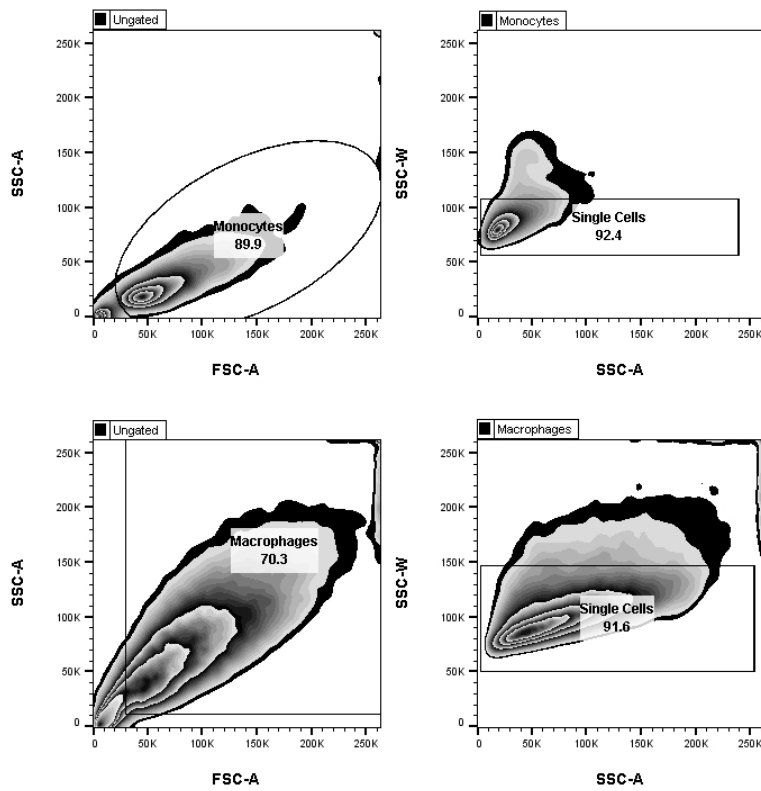 Ungated
250K
200K
150K
100K
50K
0
SSC-A
Monocytes
89.9
0 50K 100K 150K 200K 250K
FSC-A
Monocytes
250K
200K
150K
100K
50K
0
SSC-W
Single Cells
92.4
0 50K 100K 150K 200K 250K
SSC-A
Ungated
250K
200K
150K
100K
50K
0
SSC-A
Macrophages
70.3
0 50K 100K 150K 200K 250K
FSC-A
Macrophages
250K
200K
150K
100K
50K
0
SSC-W
Single Cells
91.6
0 50K 100K 150K 200K 250K
SSC-A